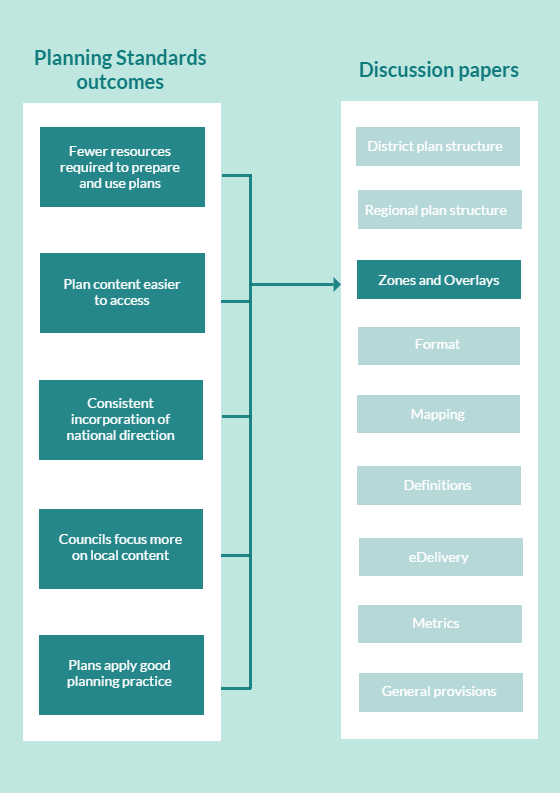 Planning Standards
outcomes
Fewer resources
required to prepare
and use plans
Plan content easier
to access
Consistent
incorporation of
national direction
Councils focus more
on local content
Plans apply good
planning practice
Discussion papers
District plan structure
Regional plan structure
Zones and Overlays
Format
Mapping
Definitions
eDelivery
Metrics
General provisions